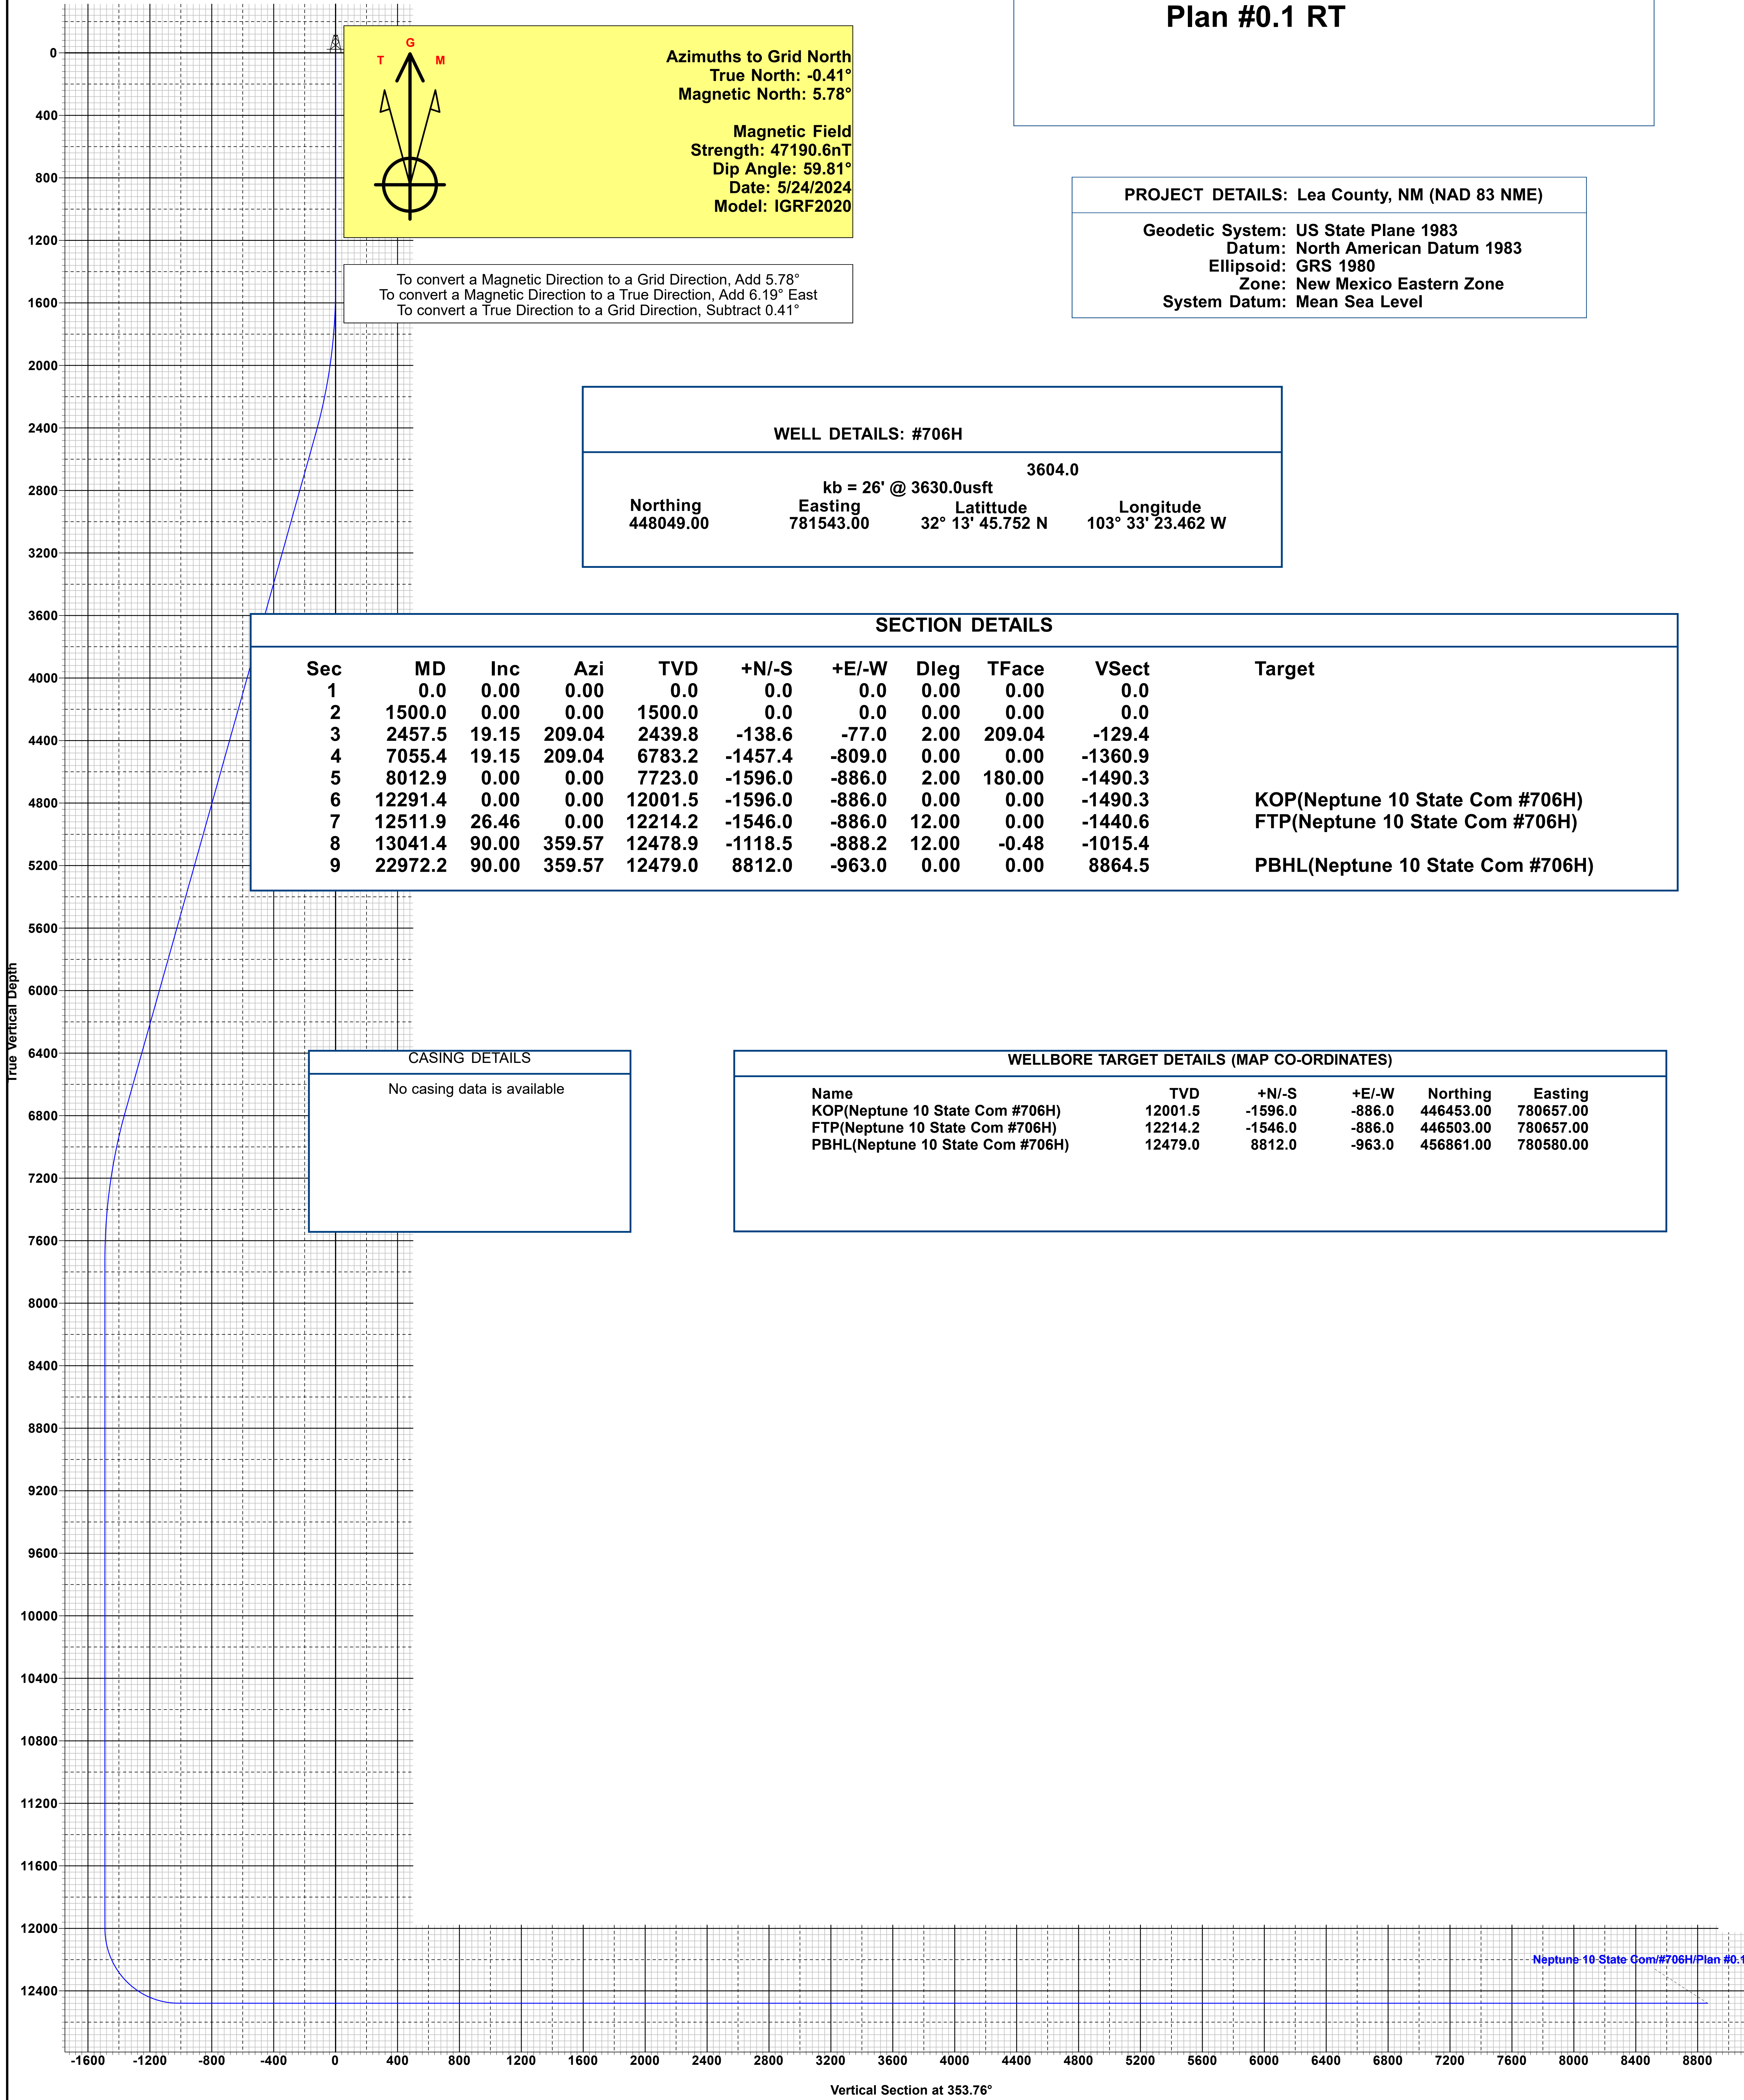 Plan #0.1 RT
G
T M
Azimuths to Grid North
True North: -0.41°
Magnetic North: 5.78°
Magnetic Field
Strength: 47190.6nT
Dip Angle: 59.81°
Date: 5/24/2024
Model: IGRF2020
To convert a Magnetic Direction to a Grid Direction, Add 5.78°
To convert a Magnetic Direction to a True Direction, Add 6.19° East
To convert a True Direction to a Grid Direction, Subtract 0.41°
PROJECT DETAILS: Lea County, NM (NAD 83 NME)
Geodetic System: US State Plane 1983
Datum: North American Datum 1983
Ellipsoid: GRS 1980
Zone: New Mexico Eastern Zone
System Datum: Mean Sea Level
WELL DETAILS: #706H
3604.0
kb = 26' @ 3630.0usft
Northing Easting Latittude Longitude
448049.00 781543.00 32° 13' 45.752 N 103° 33' 23.462 W
SECTION DETAILS
Sec MD Inc Azi TVD +N/-S +E/-W Dleg TFace VSect Target
1 0.0 0.00 0.00 0.0 0.0 0.0 0.00 0.00 0.0
2 1500.0 0.00 0.00 1500.0 0.0 0.0 0.00 0.00 0.0
3 2457.5 19.15 209.04 2439.8 -138.6 -77.0 2.00 209.04 -129.4
4 7055.4 19.15 209.04 6783.2 -1457.4 -809.0 0.00 0.00 -1360.9
5 8012.9 0.00 0.00 7723.0 -1596.0 -886.0 2.00 180.00 -1490.3
6 12291.4 0.00 0.00 12001.5 -1596.0 -886.0 0.00 0.00 -1490.3 KOP(Neptune 10 State Com #706H)
7 12511.9 26.46 0.00 12214.2 -1546.0 -886.0 12.00 0.00 -1440.6 FTP(Neptune 10 State Com #706H)
8 13041.4 90.00 359.57 12478.9 -1118.5 -888.2 12.00 -0.48 -1015.4
9 22972.2 90.00 359.57 12479.0 8812.0 -963.0 0.00 0.00 8864.5 PBHL(Neptune 10 State Com #706H)
CASING DETAILS
No casing data is available
WELLBORE TARGET DETAILS (MAP CO-ORDINATES)
Name TVD +N/-S +E/-W Northing Easting
KOP(Neptune 10 State Com #706H) 12001.5 -1596.0 -886.0 446453.00 780657.00
FTP(Neptune 10 State Com #706H) 12214.2 -1546.0 -886.0 446503.00 780657.00
PBHL(Neptune 10 State Com #706H) 12479.0 8812.0 -963.0 456861.00 780580.00
True Vertical Depth
0
400
800
1200
1600
2000
2400
2800
3200
3600
4000
4400
4800
5200
5600
6000
6400
6800
7200
7600
8000
8400
8800
9200
9600
10000
10400
10800
11200
11600
12000
12400
Neptune 10 State Com/#706H/Plan #0.1
-1600 -1200 -800 -400 0 400 800 1200 1600 2000 2400 2800 3200 3600 4000 4400 4800 5200 5600 6000 6400 6800 7200 7600 8000 8400 8800
Vertical Section at 353.76°